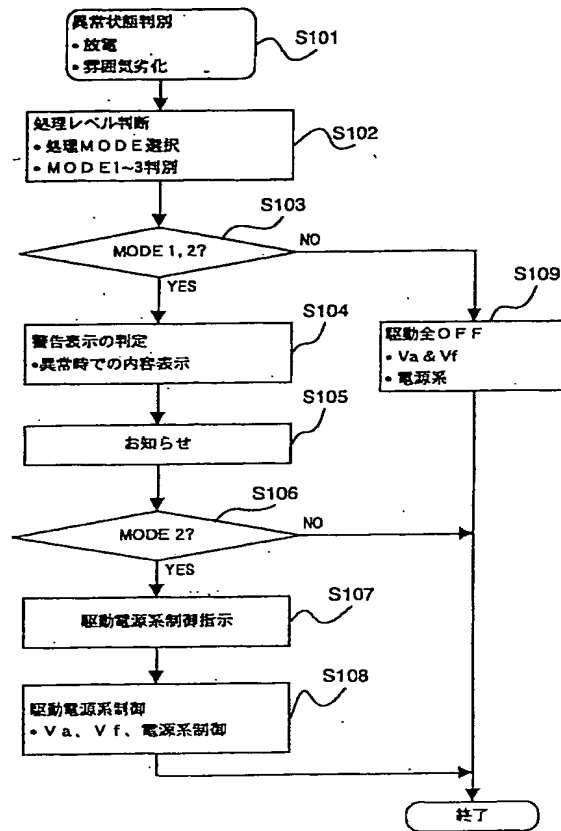 異常状態判別
• 放電
• 雰囲気劣化
S101
処理レベル判断
• 処理MODE選択
• MODE1~3判別
S102
S103
MODE 1, 2?
NO
YES
S104
警告表示の判定
•異常時での内容表示
S109
駆動全OFF
• Va & Vf
• 電源系
S105
お知らせ
S106
MODE 2?
NO
YES
S107
駆動電源系制御指示
S108
駆動電源系制御
• Va、Vf、電源系制御
終了